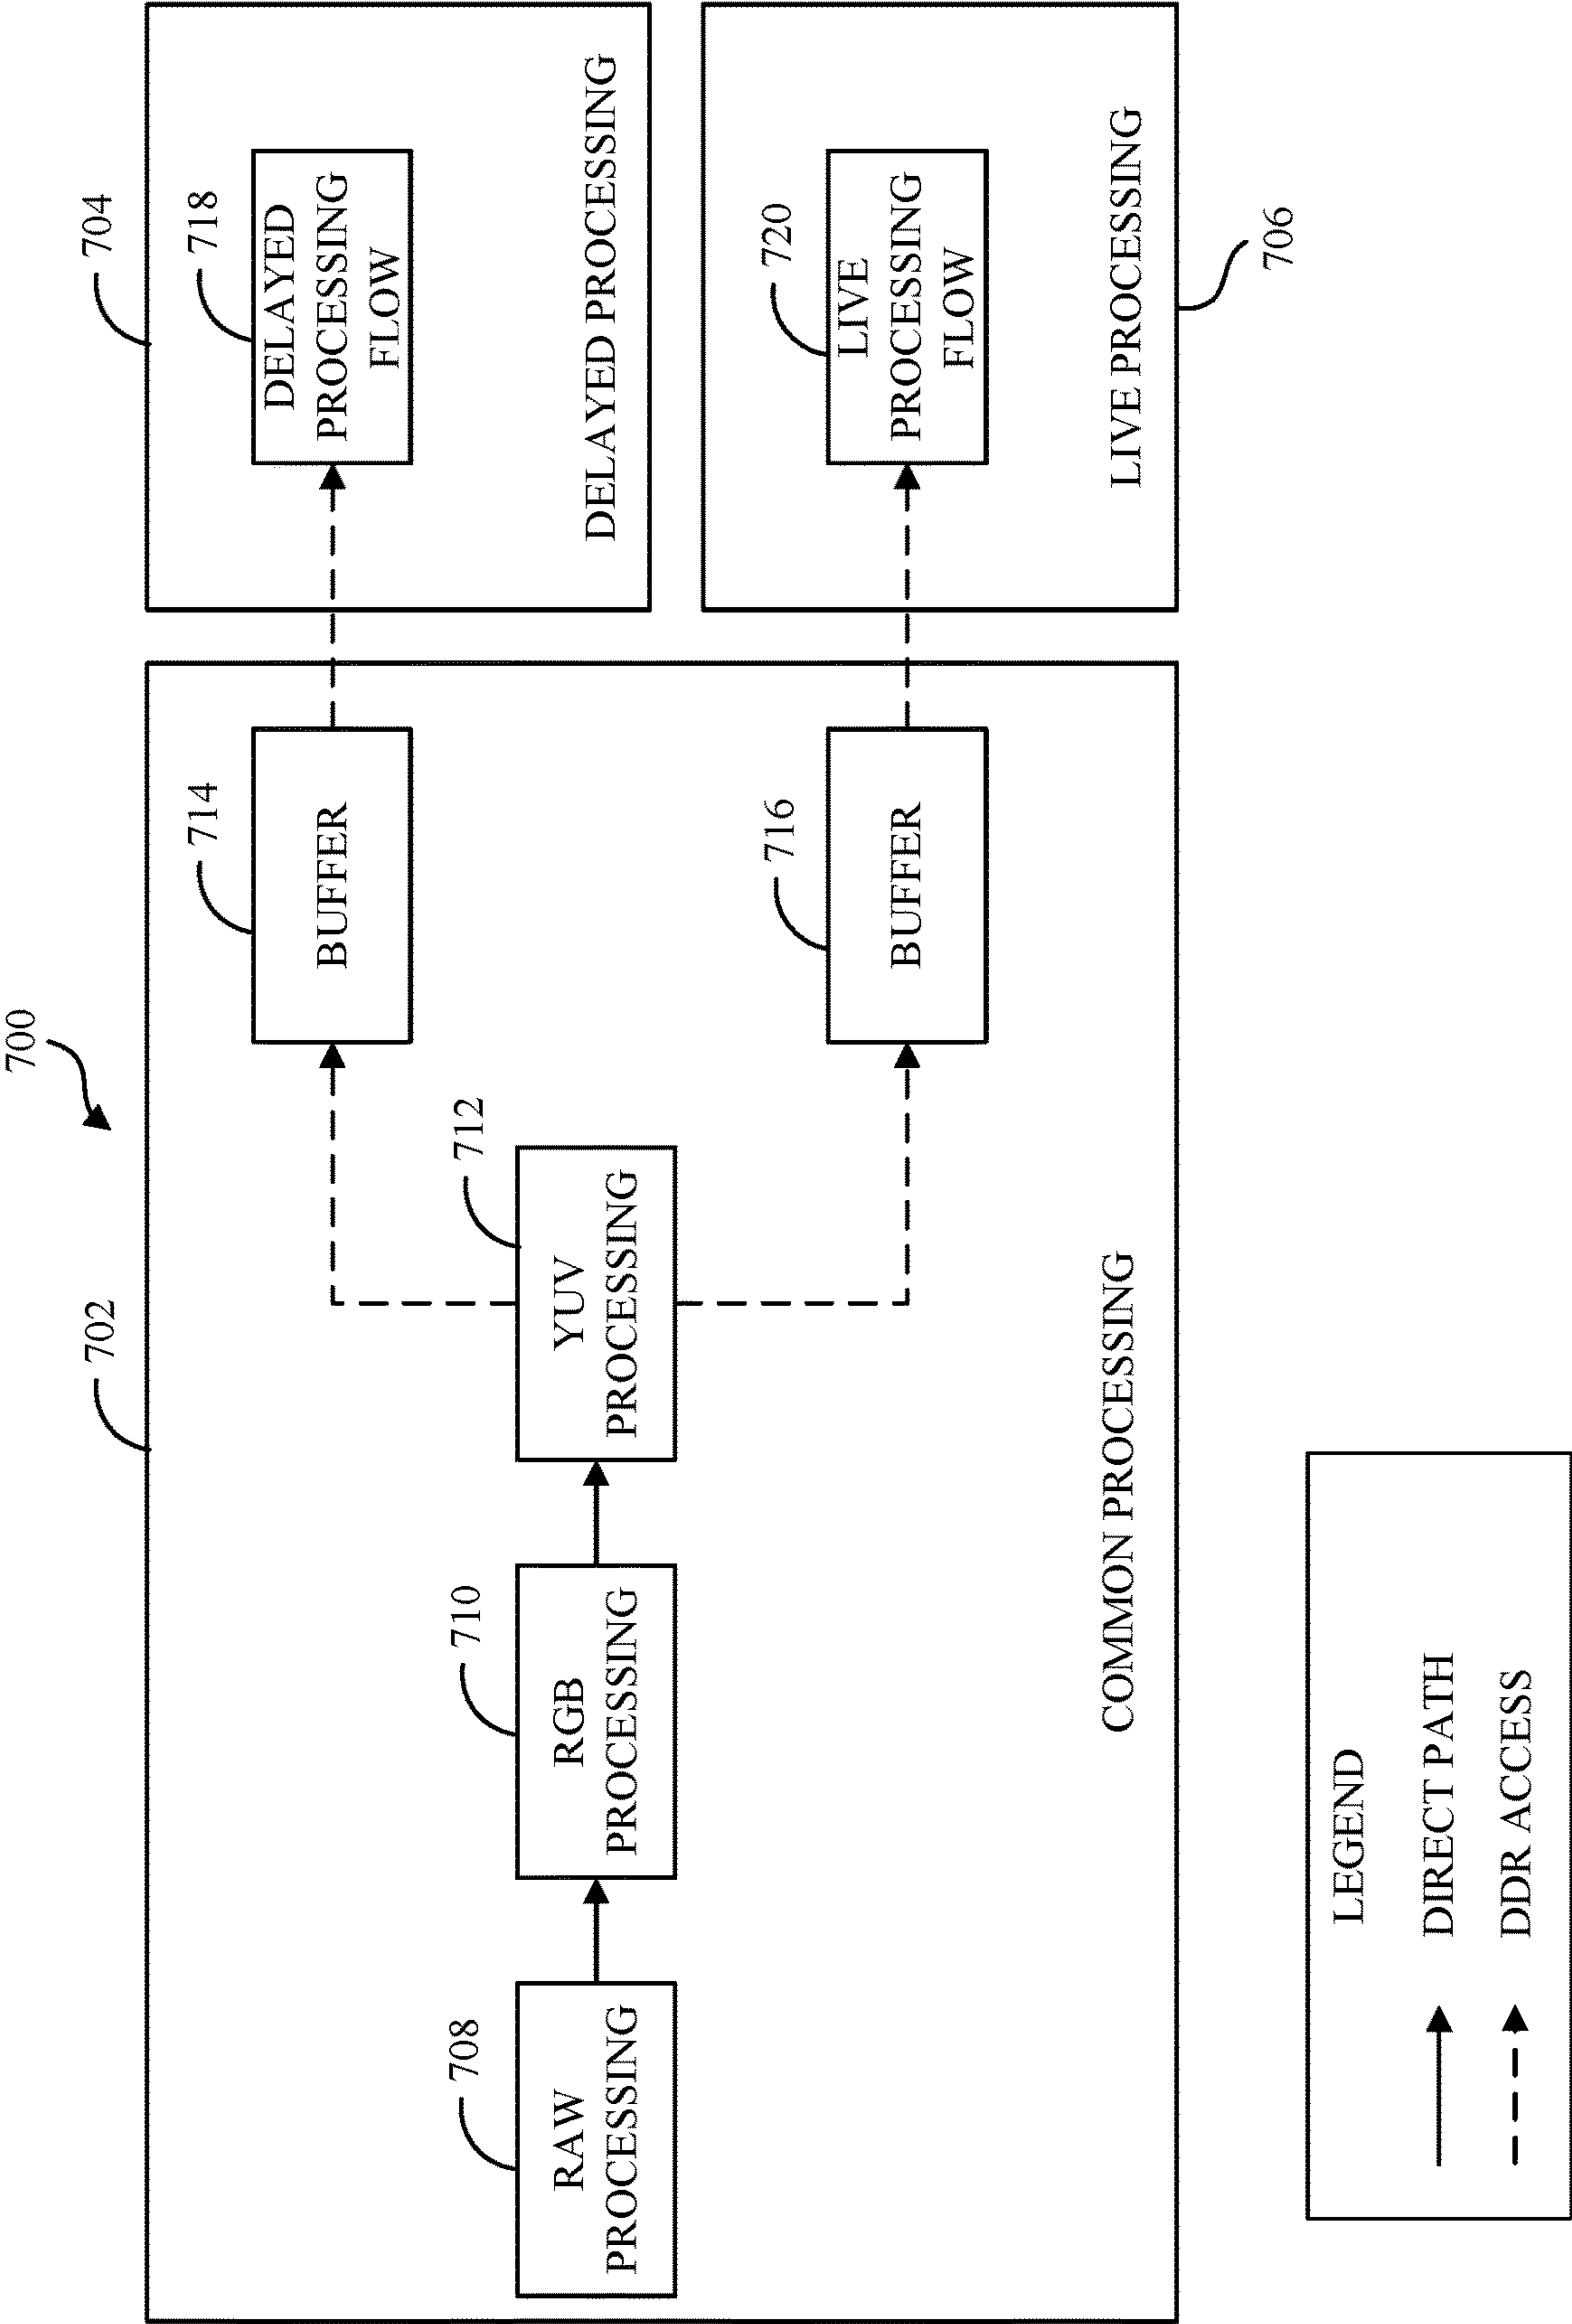 700
702
704
718
DELAYED
PROCESSING
FLOW
DELAYED PROCESSING
714
BUFFER
712
YUV
PROCESSING
710
RGB
PROCESSING
708
RAW
PROCESSING
716
BUFFER
720
LIVE
PROCESSING
FLOW
LIVE PROCESSING
706
COMMON PROCESSING
LEGEND
DIRECT PATH
DDR ACCESS